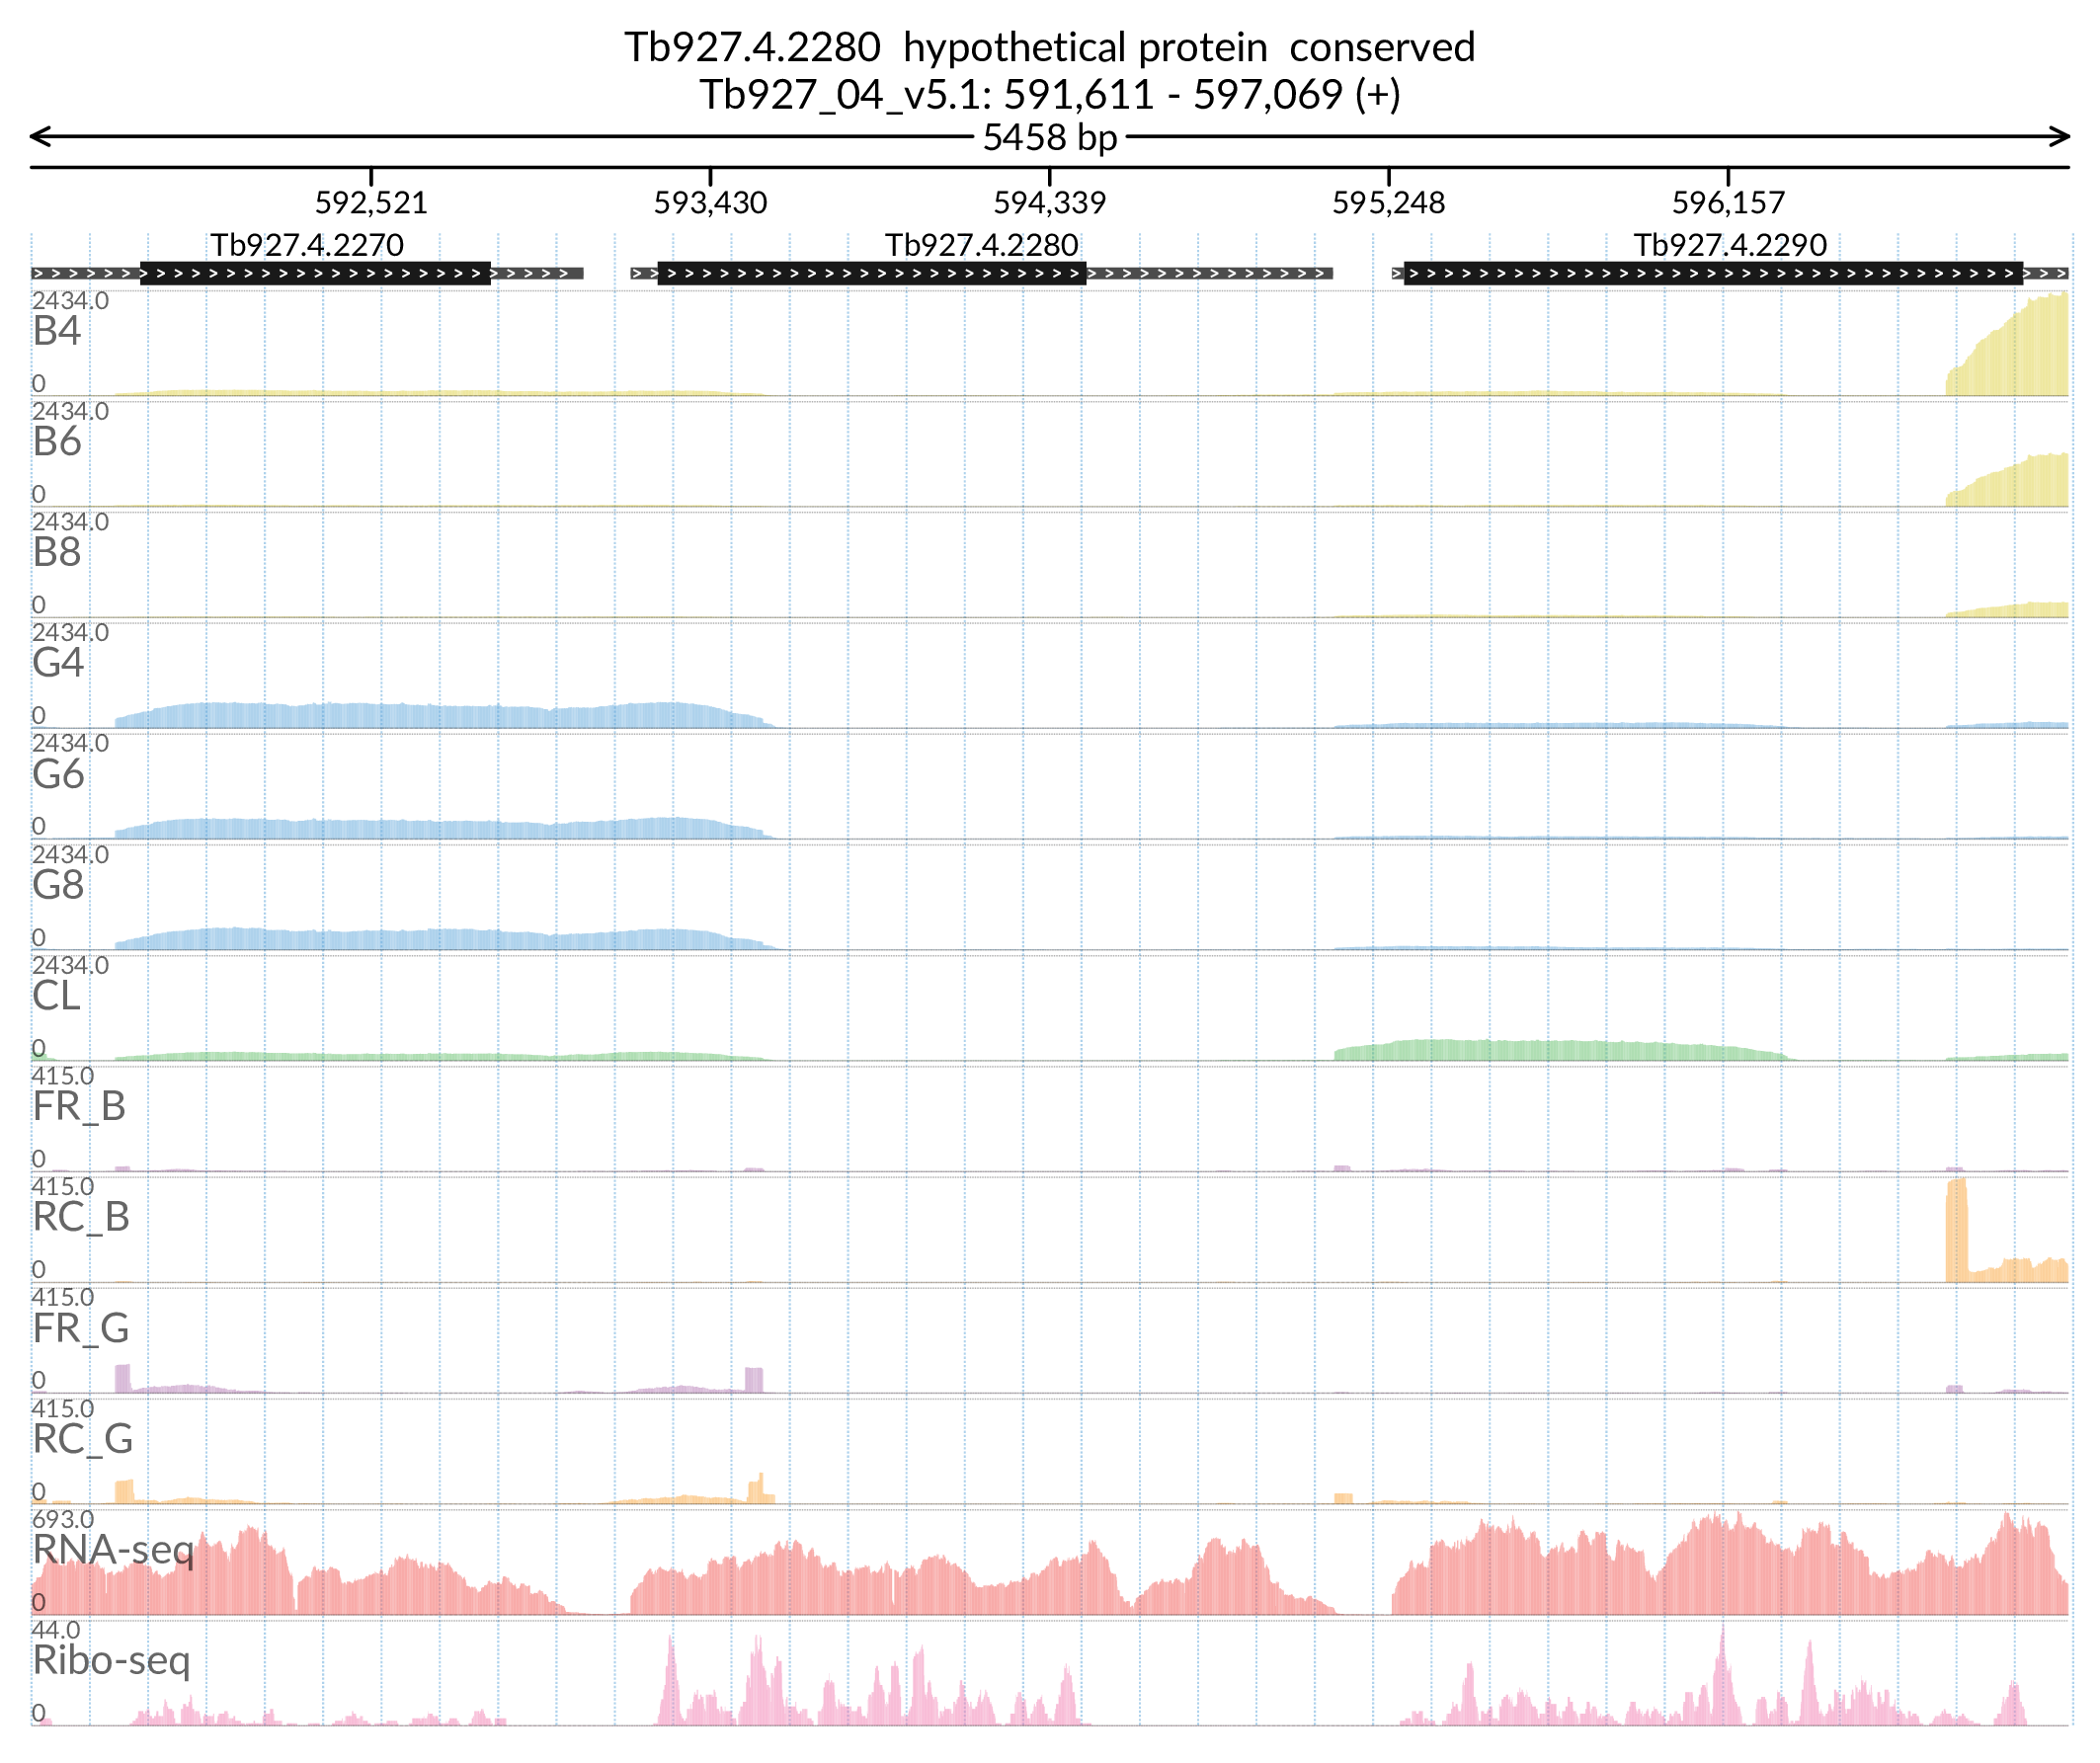 Tb927.4.2280 hypothetical protein conserved
Tb927_04_v5.1: 591,611 - 597,069 (+)
5458 bp
592,521 593,430 594,339 595,248 596,157
Tb927.4.2270 Tb927.4.2280 Tb927.4.2290
2434.0
B4
0
2434.0
B6
0
2434.0
B8
0
2434.0
G4
0
2434.0
G6
0
2434.0
G8
0
2434.0
CL
0
415.0
FR_B
0
415.0
RC_B
0
415.0
FR_G
0
415.0
RC_G
0
693.0
RNA-seq
0
44.0
Ribo-seq
0